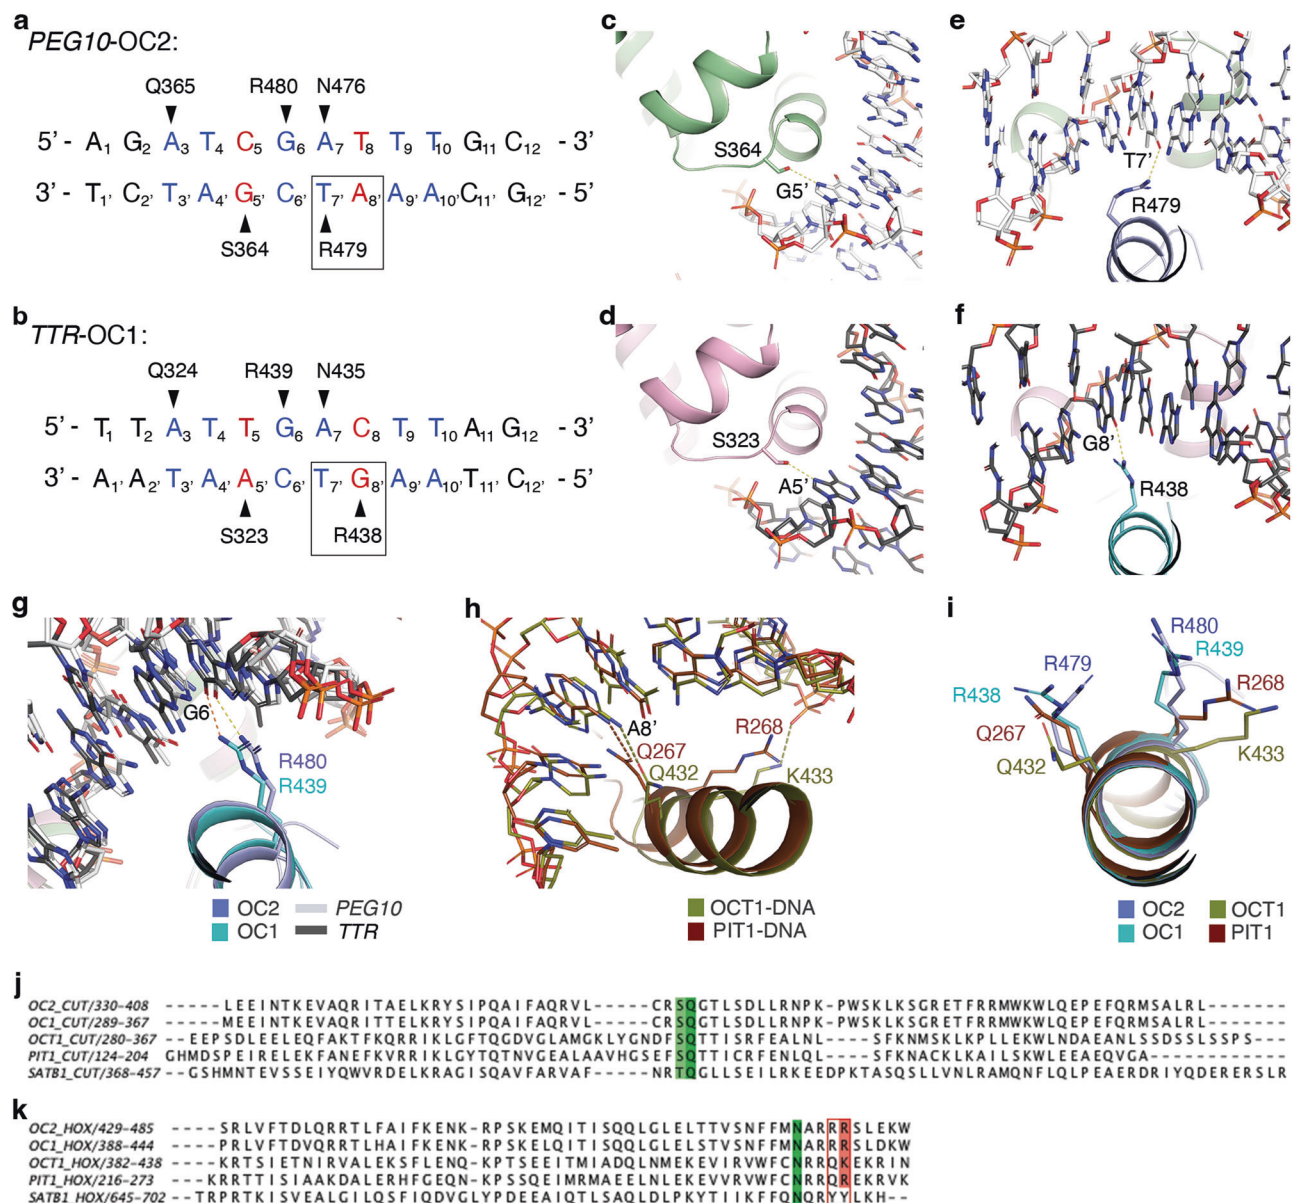 a
PEG10-OC2:
Q365 R480 N476
5' - A1 G2 A3 T4 C5 G6 A7 T8 T9 T10 G11 C12 - 3'
3' - T1' C2' T3' A4' G5' C6' T7' A8' A9' A10' C11' G12' - 5'
S364 R479
b
TTR-OC1:
Q324 R439 N435
5' - T1 T2 A3 T4 T5 G6 A7 C8 T9 T10 A11 G12 - 3'
3' - A1' A2' T3' A4' A5' C6' T7' G8' A9' A10' T11' C12' - 5'
S323 R438
c
S364
G5'
d
S323
A5'
e
T7'
R479
f
G8'
R438
g
G6
R480
R439
OC2 PEG10
OC1 TTR
h
A8'
Q267
Q432
R268
K433
OCT1-DNA
PIT1-DNA
i
R480
R439
R479
R438
R268
Q267
Q432
K433
OC2 OCT1
OC1 PIT1
j
OC2_CUT/330-408 -----LEEINTKEVAQRITAELKRYSIPQAIFAQRVL-----CRSQGTLSDLLRNPK-PWSKLKSGRETFRRMWKWLQEPEFQRMSALRL-------
OC1_CUT/289-367 -----MEEINTKEVAQRITTELKRYSIPQAIFAQRVL-----CRSQGTLSDLLRNPK-PWSKLKSGRETFRRMWKWLQEPEFQRMSALRL-------
OCT1_CUT/280-367 --EEPSDLEELEQFAKTFKQRRIKLGFTQGDVGLAMGKLYGNDFSQTTISRFEALNL-----SFKNMSKLKPLLEKWLNDAEANLSSDSSLSSPS---
PIT1_CUT/124-204 GHMDSPEIRELEKFANEFKVRRIKLGYTQTNVGEALAAVHGSEFSQTTICRFENLQL-----SFKNACKLKAILSKWLEEAEQVGA------------
SATB1_CUT/368-457 --GSHMNTEVSSEIYQWVRDELKRAGISQAVFARVAF-----NRTQGLLSEILRKEEDPKTASQSLLVNLRAMQNFLQLPEAERDRIYQDERERSLR
k
OC2_HOX/429-485 ----SRLVFTDLQRRTLFAIFKENK-RPSKEMQITISQQLGLELTTVSNFFMNARRRSLEKW
OC1_HOX/388-444 ----PRLVFTDVQRRTLHAIFKENK-RPSKELQITISQQLGLELSTVSNFFMNARRRSLDKW
OCT1_HOX/382-438 ----KRTSIETNIRVALEKSFLENQ-KPTSEEITMIADQLNMEKEVIRVWFCNRRQKEKRIN
PIT1_HOX/216-273 ---KRRTTISIAAKDALERHFGEQN-KPSSQEIMRMAEELNLEKEVVRVWFCNRRQREKRVK
SATB1_HOX/645-702 --TRPRTKISVEALGILQSFIQDVGLYPDEEAIQTLSAQLDLPKYTIIKFFQNQRYYLKH--